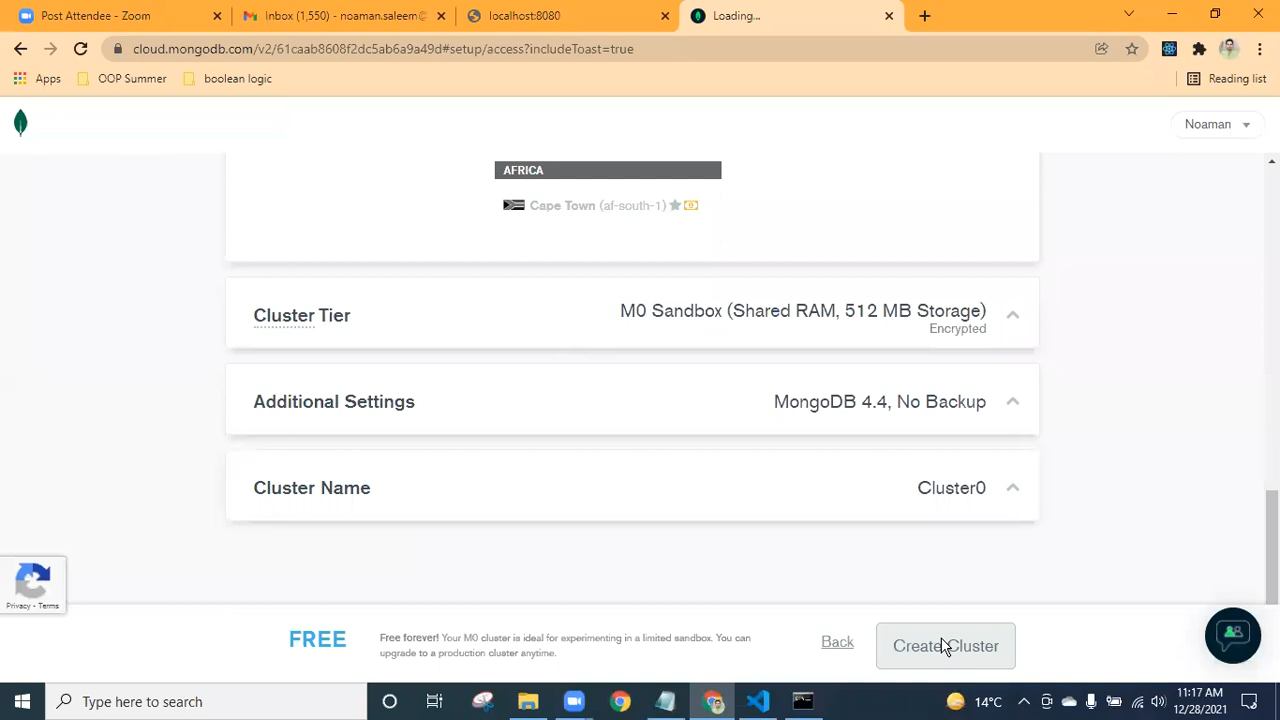 Post Attendee - Zoom
Inbox (1,550) - noaman.saleem@
localhost:8080
Loading...
cloud.mongodb.com/v2/61caab8608f2dc5ab6a9a49d#setup/access?includeToast=true
Apps
OOP Summer
boolean logic
Reading list
Noaman
AFRICA
Cape Town (af-south-1)
Cluster Tier
M0 Sandbox (Shared RAM, 512 MB Storage)
Encrypted
Additional Settings
MongoDB 4.4, No Backup
Cluster Name
Cluster0
Privacy - Terms
FREE
Free forever! Your M0 cluster is ideal for experimenting in a limited sandbox. You can
upgrade to a production cluster anytime.
Back
Create Cluster
Type here to search
14°C
11:17 AM
12/28/2021